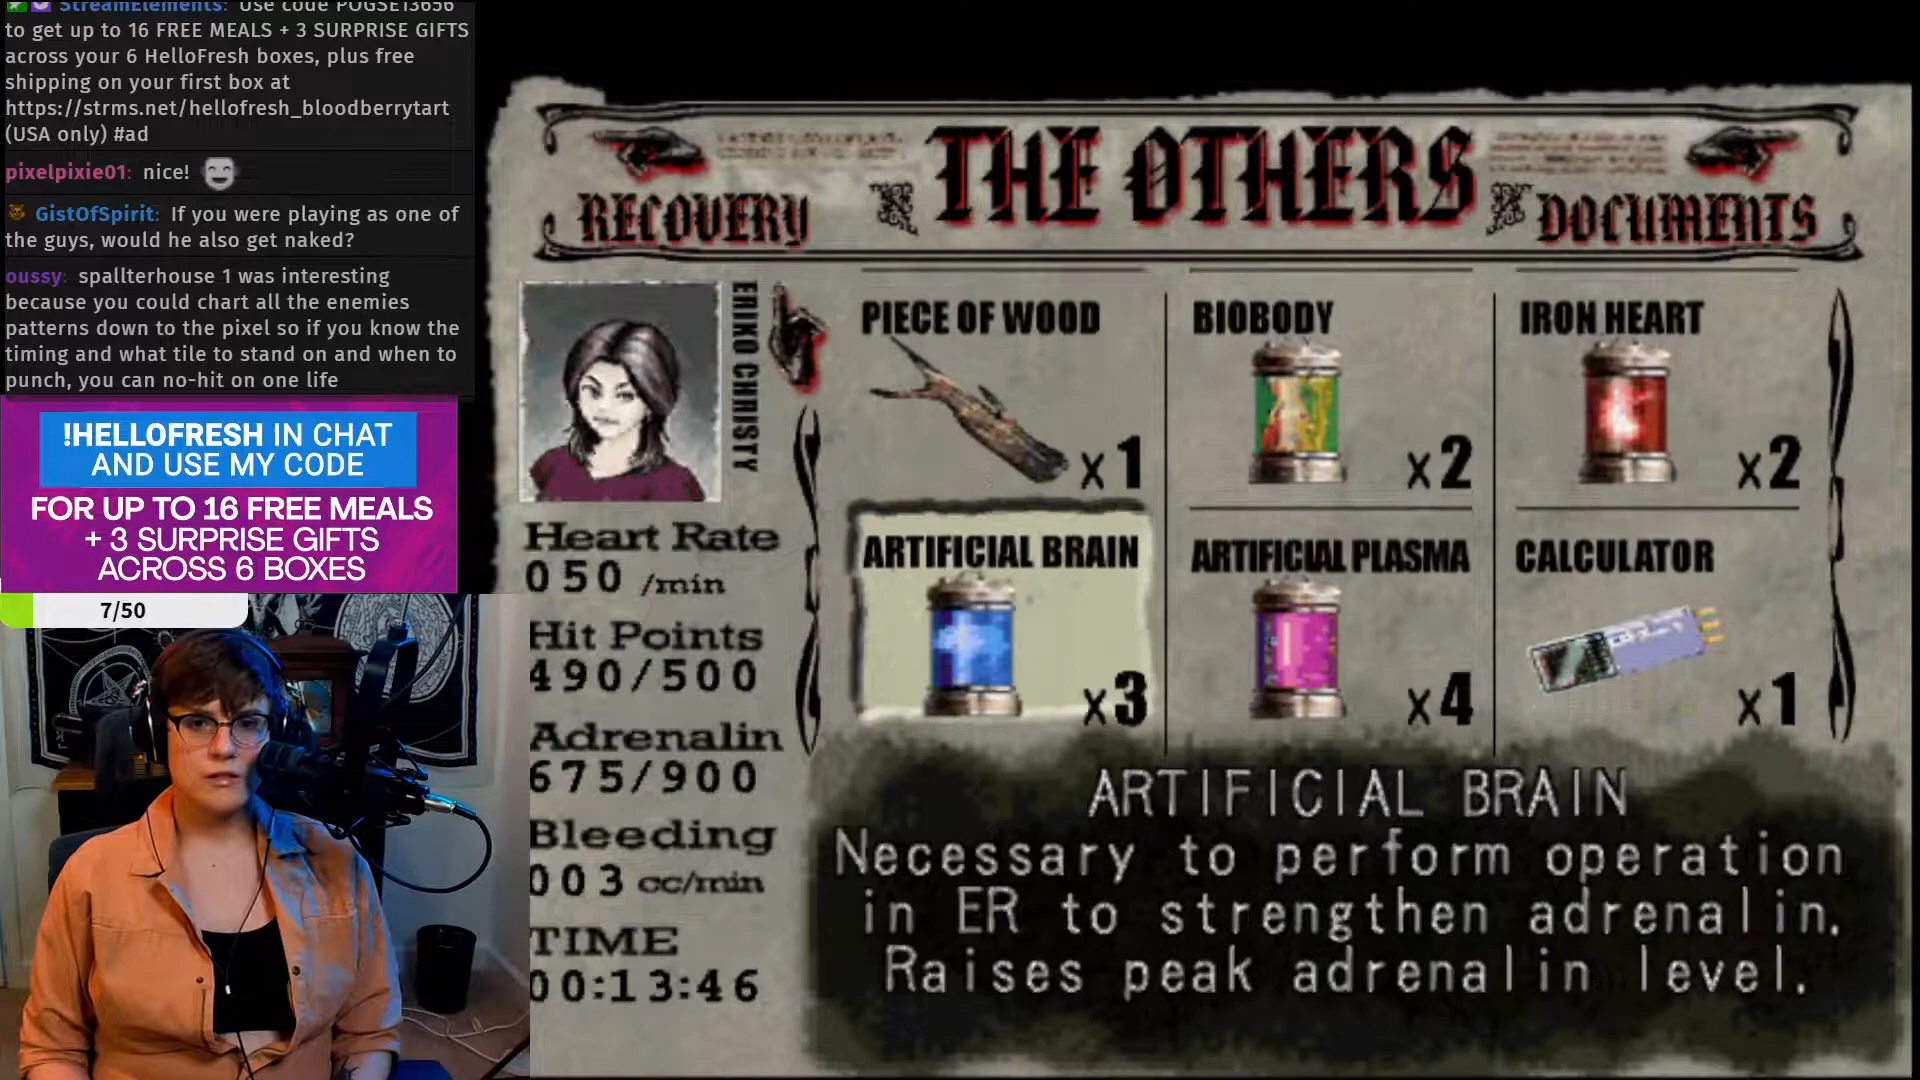 StreamElements: Use code POGSE13656
to get up to 16 FREE MEALS + 3 SURPRISE GIFTS
across your 6 HelloFresh boxes, plus free
shipping on your first box at
https://strms.net/hellofresh_bloodberrytart
(USA only) #ad
pixelpixie01: nice!
GistOfSpirit: If you were playing as one of
the guys, would he also get naked?
oussy: spallterhouse 1 was interesting
because you could chart all the enemies
patterns down to the pixel so if you know the
timing and what tile to stand on and when to
punch, you can no-hit on one life
!HELLOFRESH IN CHAT
AND USE MY CODE
FOR UP TO 16 FREE MEALS
+ 3 SURPRISE GIFTS
ACROSS 6 BOXES
7/50
RECOVERY
THE OTHERS
DOCUMENTS
ERIKO CHRISTY
Heart Rate
050 /min
Hit Points
490/500
Adrenalin
675/900
Bleeding
003 cc/min
TIME
00:13:46
PIECE OF WOOD
x1
BIOBODY
x2
IRON HEART
x2
ARTIFICIAL BRAIN
x3
ARTIFICIAL PLASMA
x4
CALCULATOR
x1
ARTIFICIAL BRAIN
Necessary to perform operation
in ER to strengthen adrenalin.
Raises peak adrenalin level.